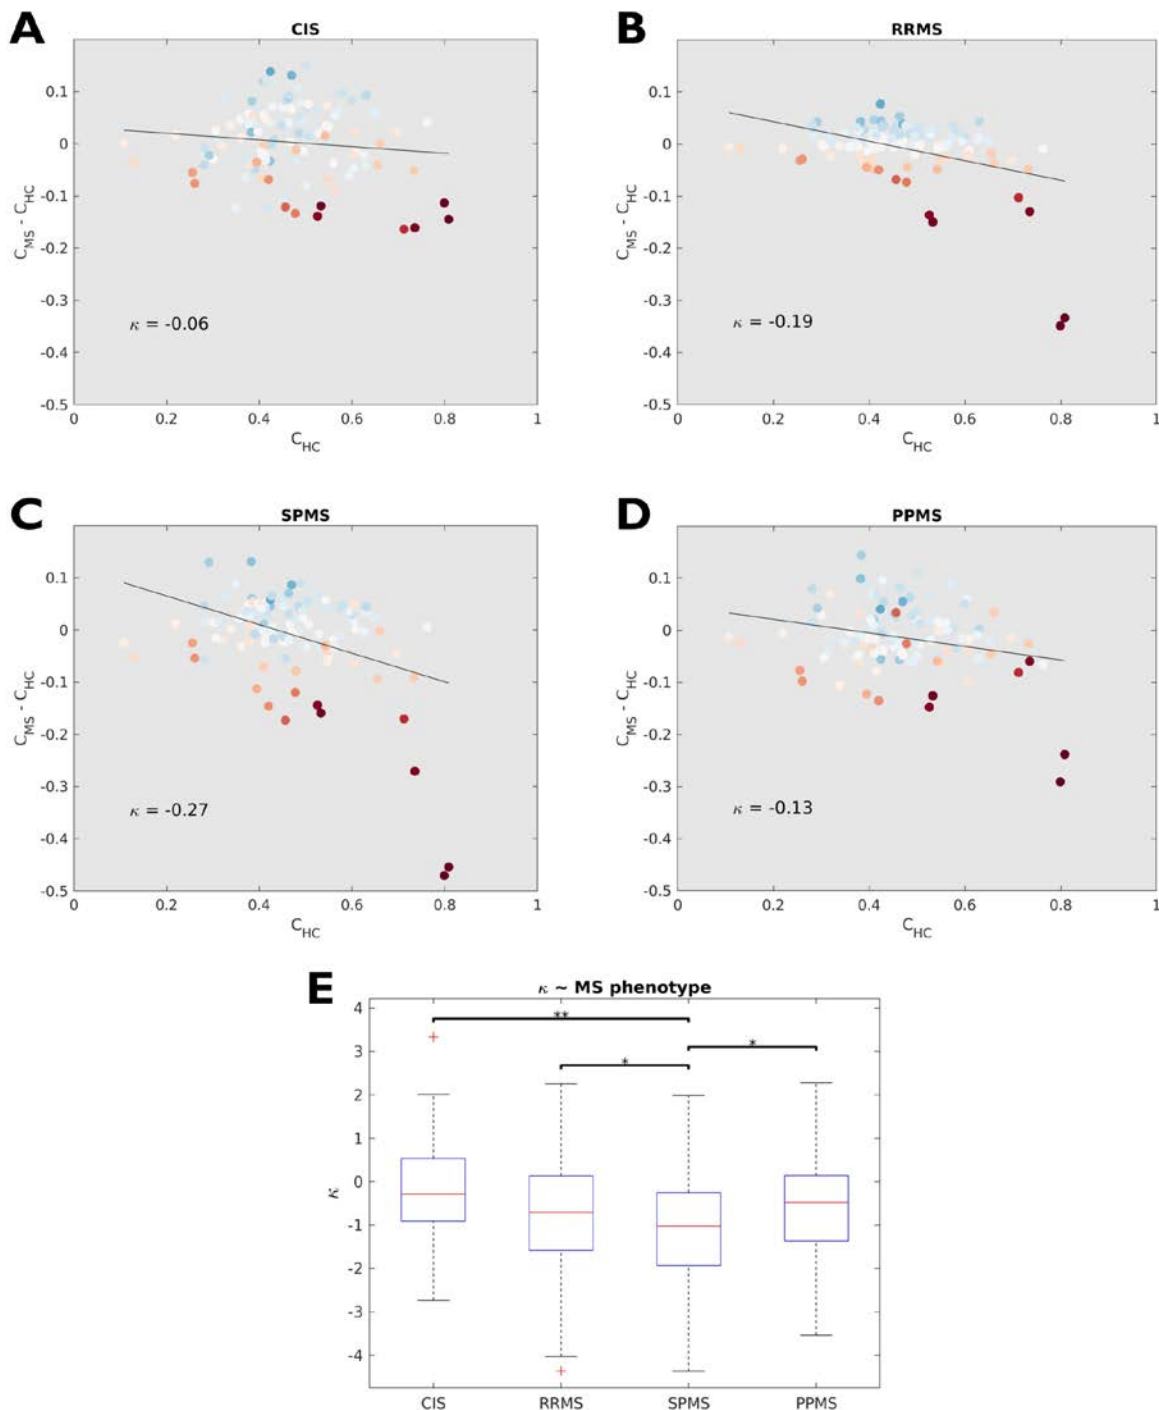 A
CIS
0.1
0
-0.1
-0.2
-0.3
-0.4
-0.5
C_MS - C_HC
κ = -0.06
0 0.2 0.4 0.6 0.8 1
C_HC
B
RRMS
0.1
0
-0.1
-0.2
-0.3
-0.4
-0.5
C_MS - C_HC
κ = -0.19
0 0.2 0.4 0.6 0.8 1
C_HC
C
SPMS
0.1
0
-0.1
-0.2
-0.3
-0.4
-0.5
C_MS - C_HC
κ = -0.27
0 0.2 0.4 0.6 0.8 1
C_HC
D
PPMS
0.1
0
-0.1
-0.2
-0.3
-0.4
-0.5
C_MS - C_HC
κ = -0.13
0 0.2 0.4 0.6 0.8 1
C_HC
E
κ ~ MS phenotype
**
*
*
4
3
2
1
0
-1
-2
-3
-4
κ
CIS RRMS SPMS PPMS